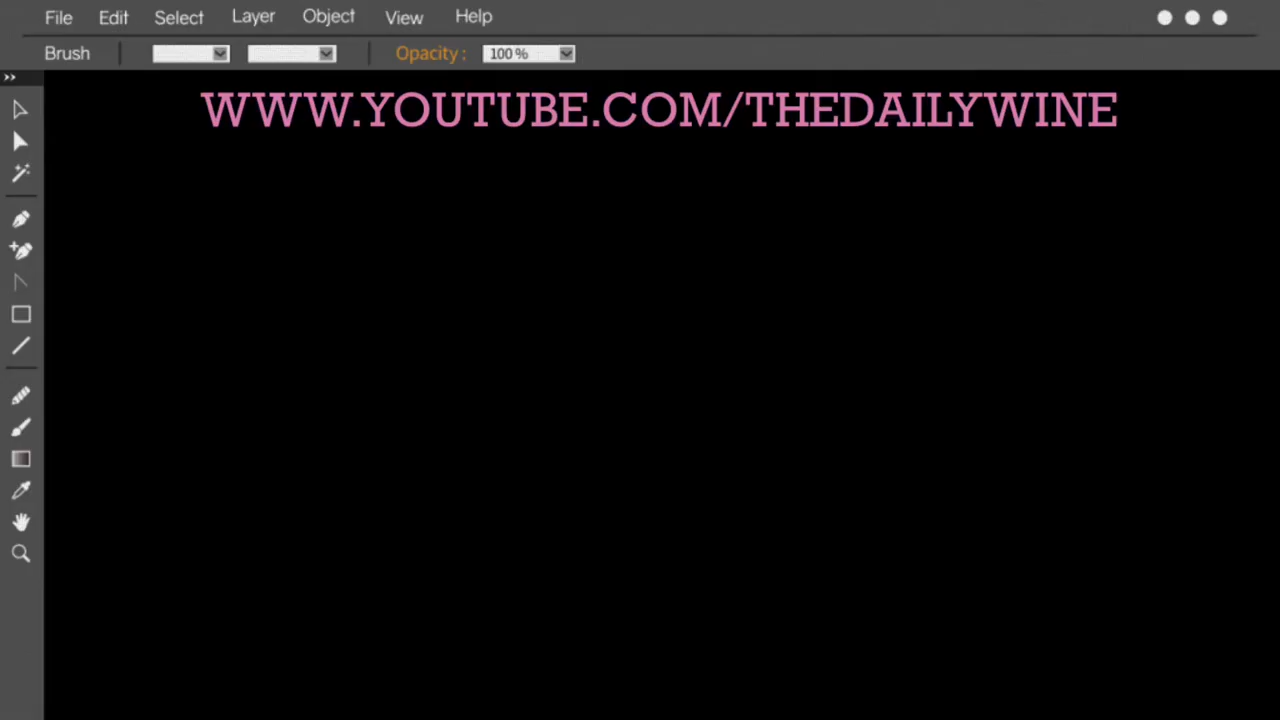 File Edit Select Layer Object View Help
Brush Opacity : 100 %
WWW.YOUTUBE.COM/THEDAILYWINE